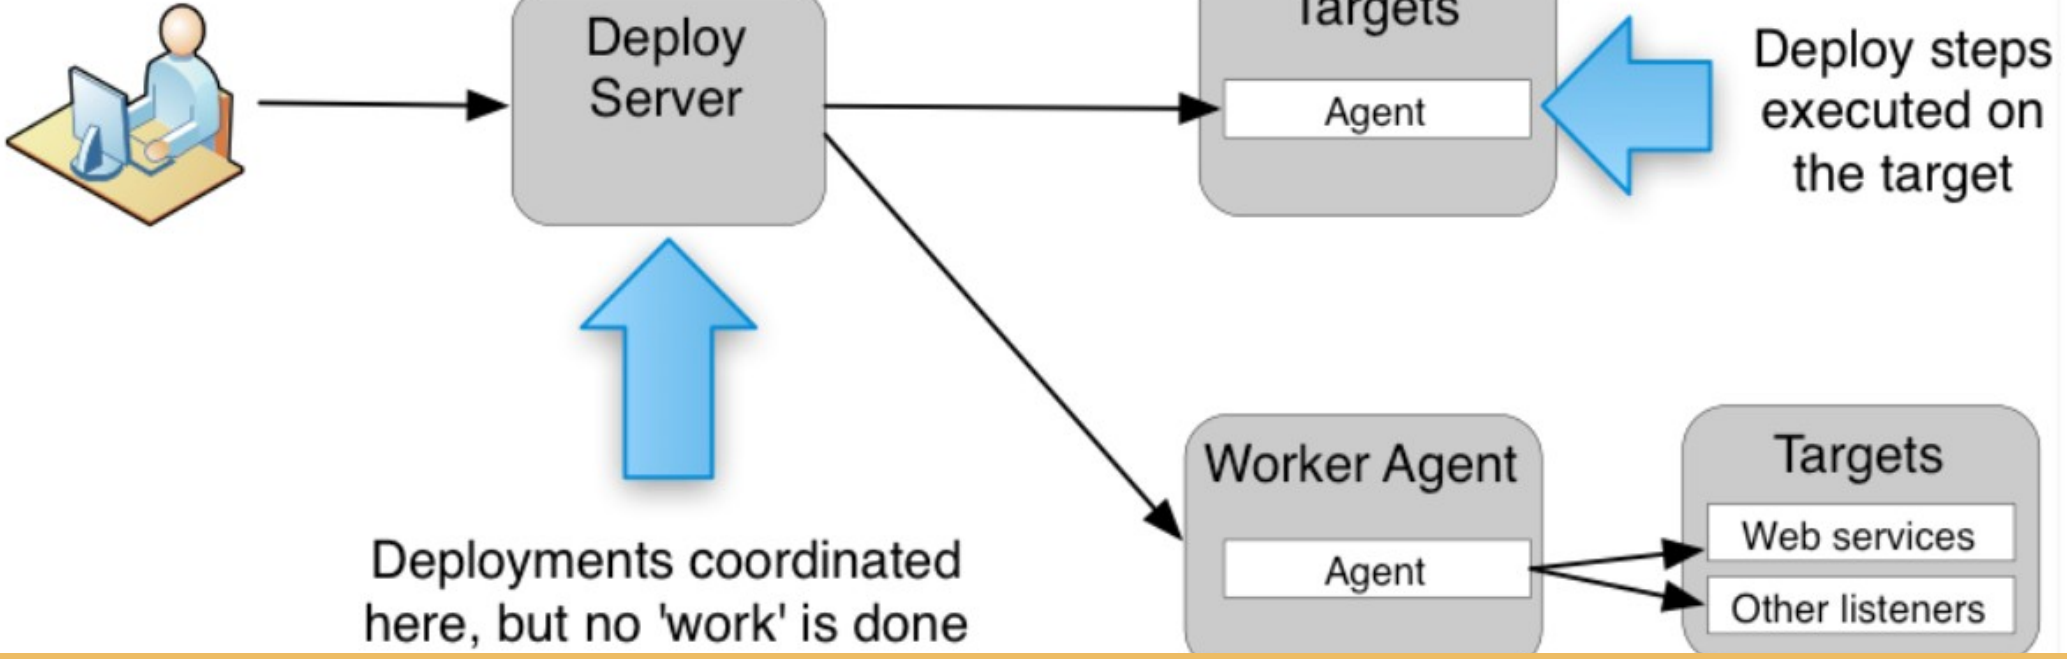 Deploy
Server
Targets
Agent
Deploy steps
executed on
the target
Deployments coordinated
here, but no 'work' is done
Worker Agent
Agent
Targets
Web services
Other listeners